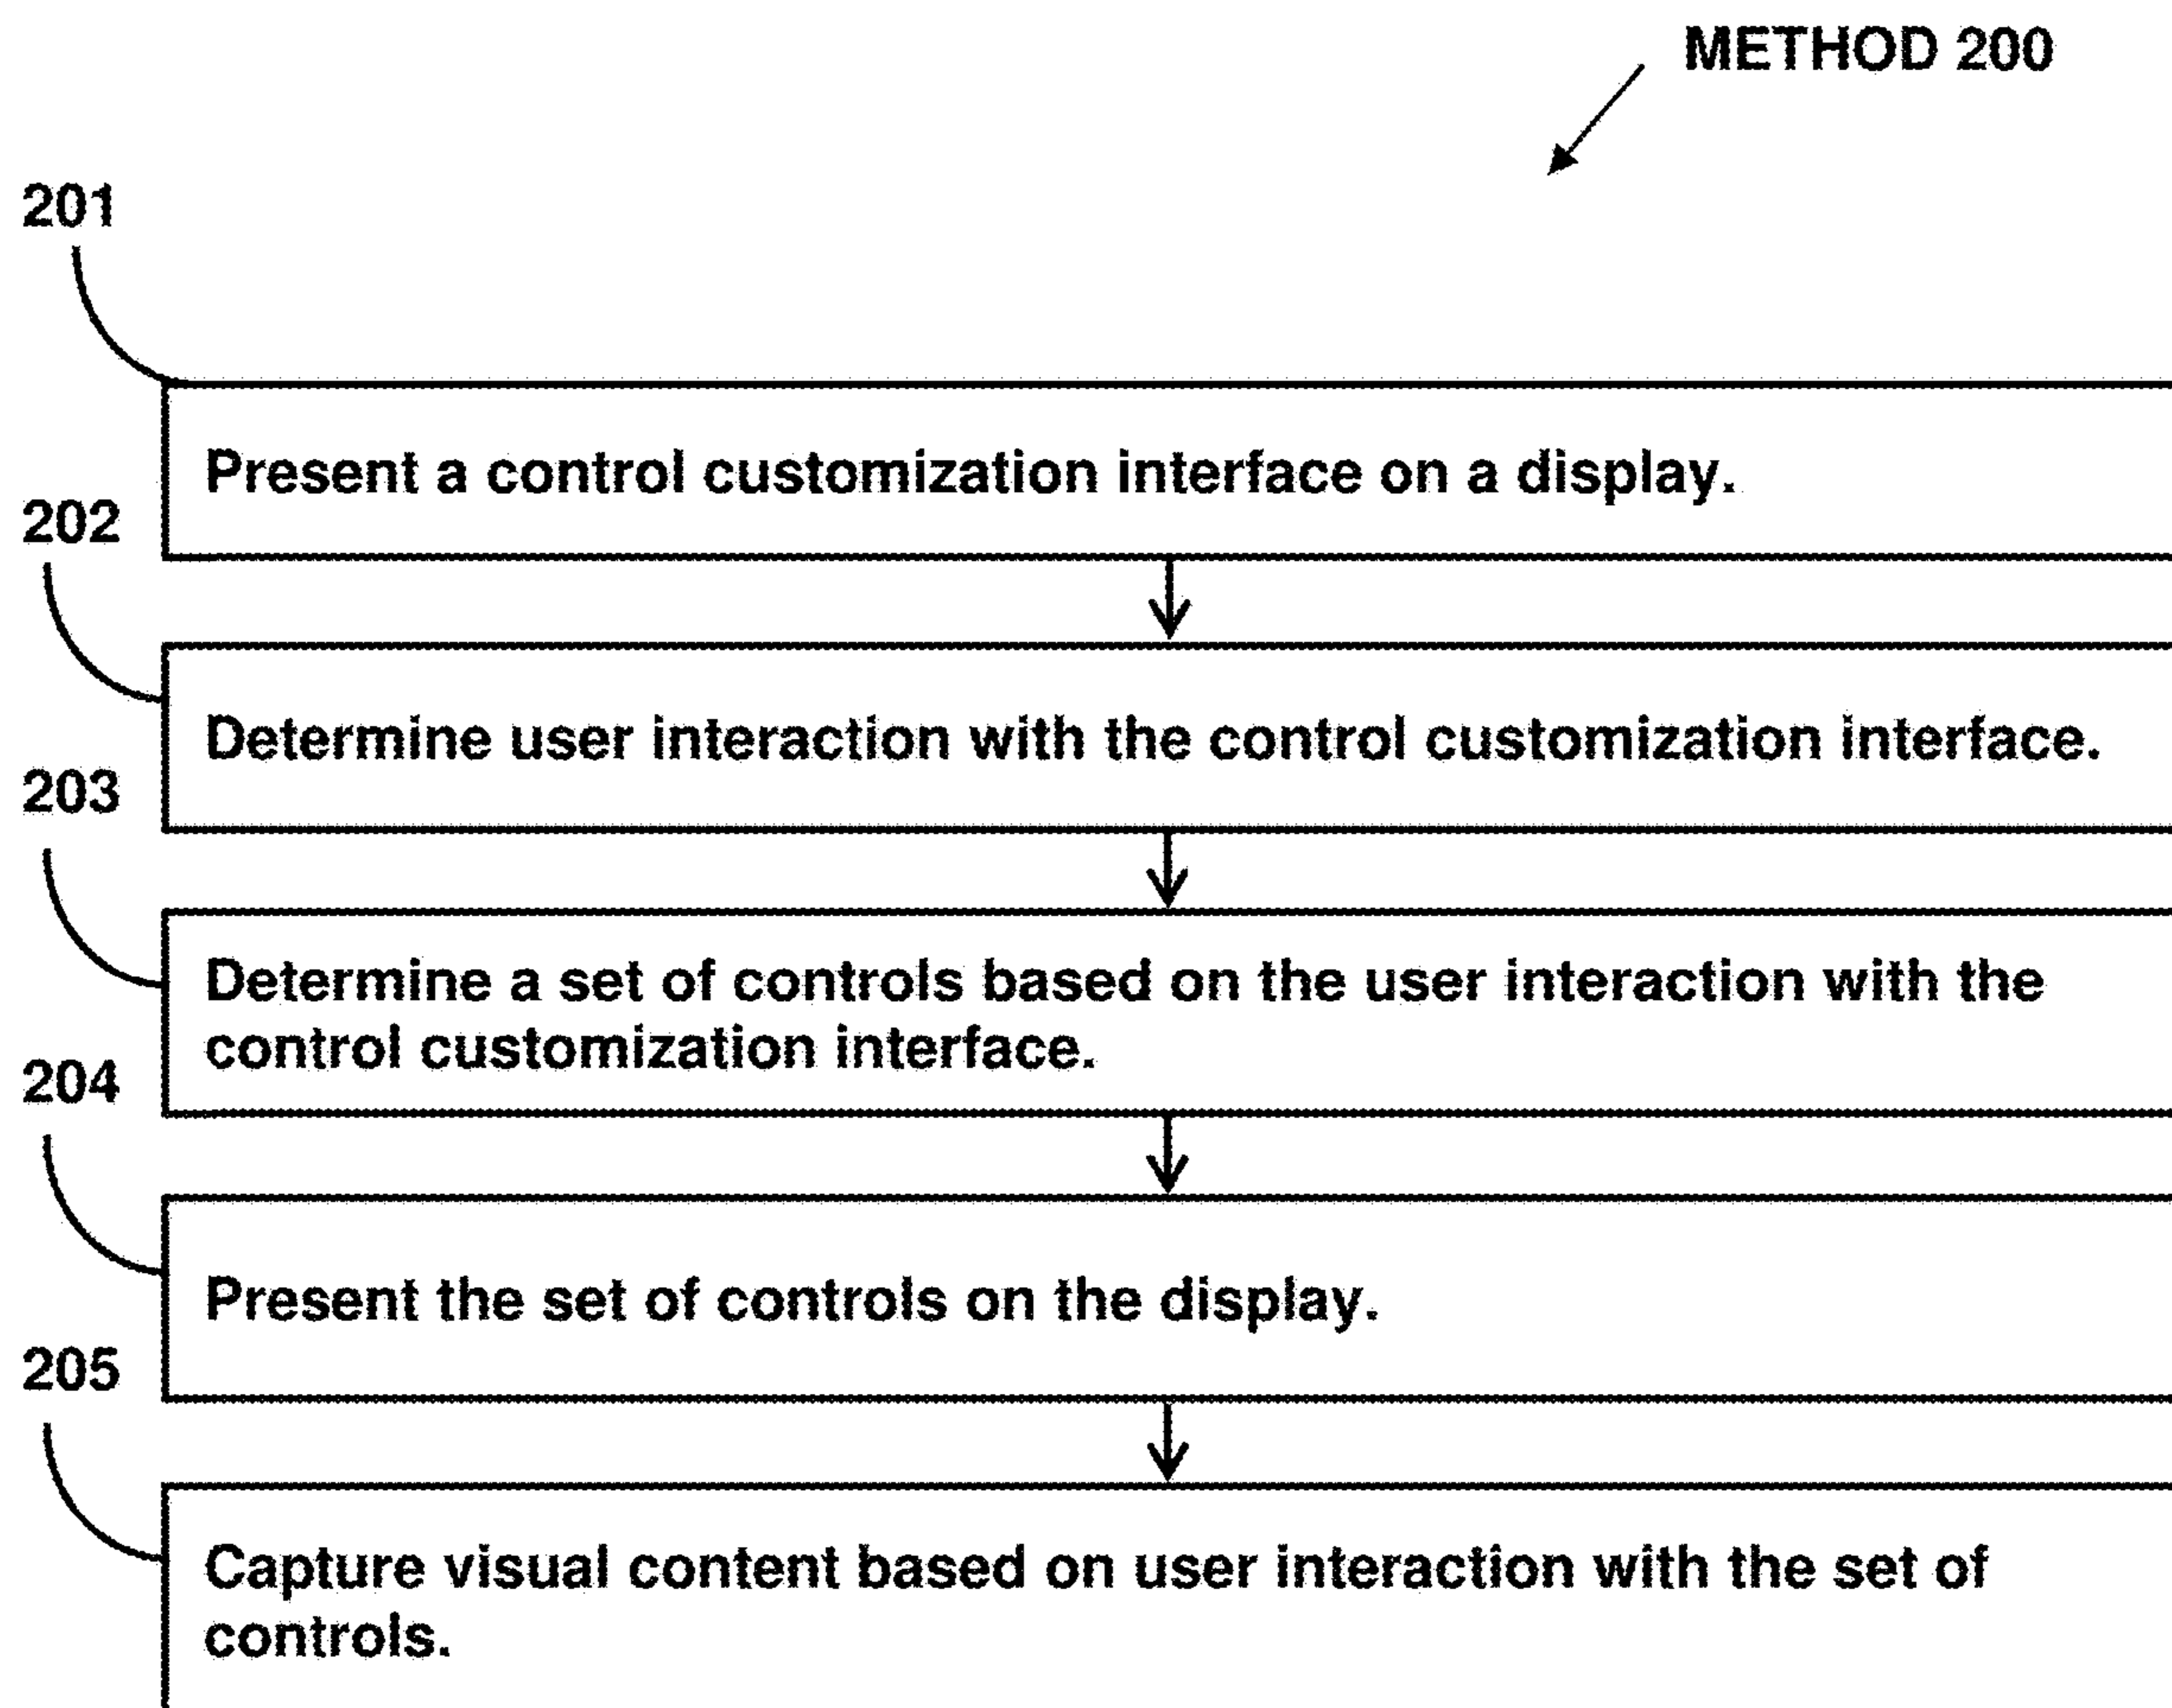 METHOD 200
201
Present a control customization interface on a display.
202
Determine user interaction with the control customization interface.
203
Determine a set of controls based on the user interaction with the
control customization interface.
204
Present the set of controls on the display.
205
Capture visual content based on user interaction with the set of
controls.